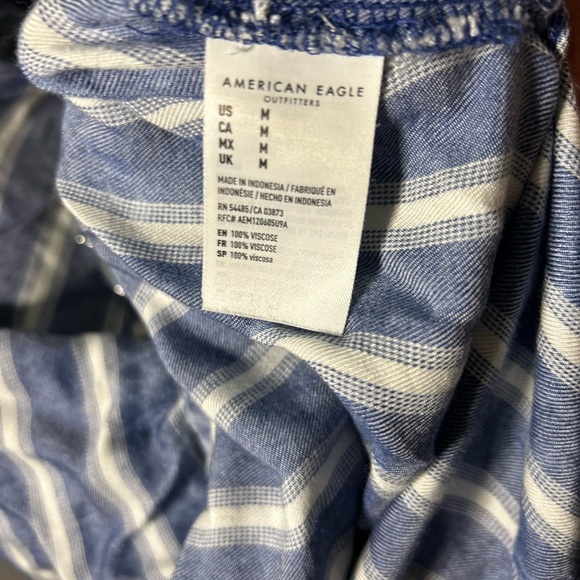 AMERICAN EAGLE
OUTFITTERS
US M
CA M
MX M
UK M
MADE IN INDONESIA / FABRIQUÉ EN
INDONÉSIE / HECHO EN INDONESIA
RN 54485/CA 03873
RFC# AEM120605U9A
EN 100% VISCOSE
FR 100% VISCOSE
SP 100% viscosa